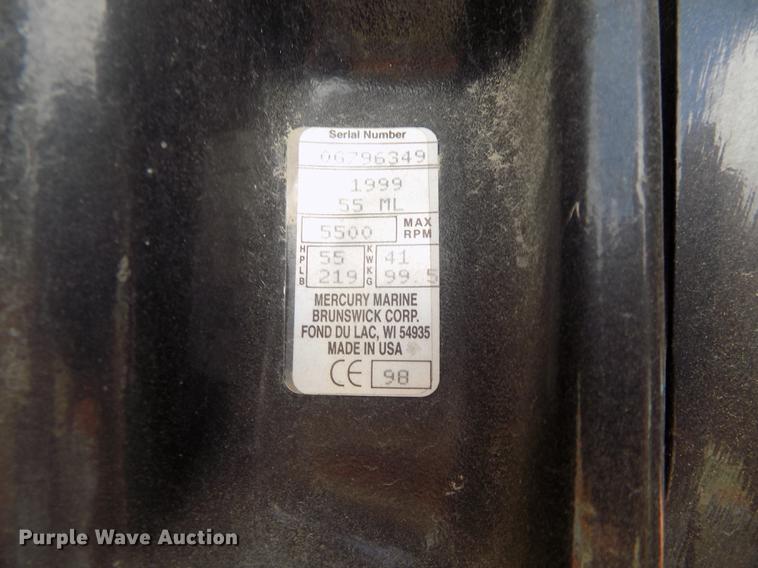 Serial Number
0G796349
1999
55 ML
5500 MAX RPM
HP 55 KW 41
LB 219 KG 99.5
MERCURY MARINE
BRUNSWICK CORP.
FOND DU LAC, WI 54935
MADE IN USA
CE 98
Purple Wave Auction®